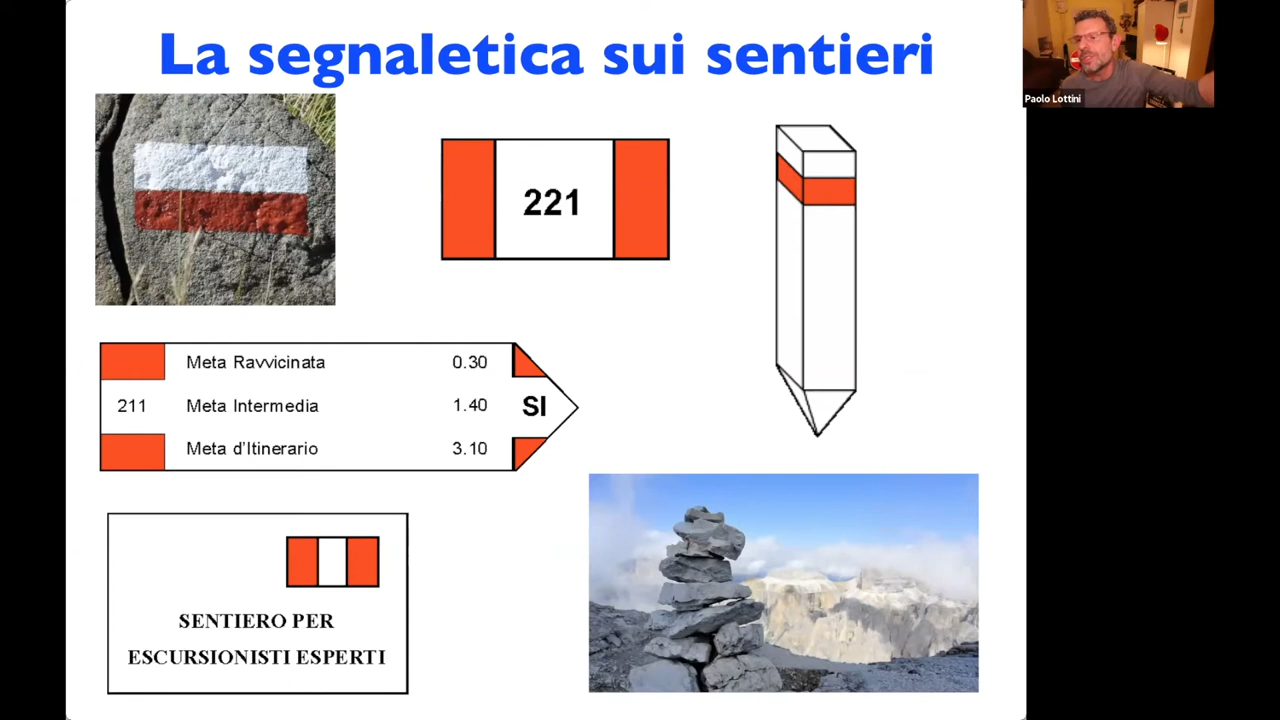 La segnaletica sui sentieri
Paolo Lottini
221
Meta Ravvicinata 0.30
211 Meta Intermedia 1.40 SI
Meta d'Itinerario 3.10
SENTIERO PER
ESCURSIONISTI ESPERTI